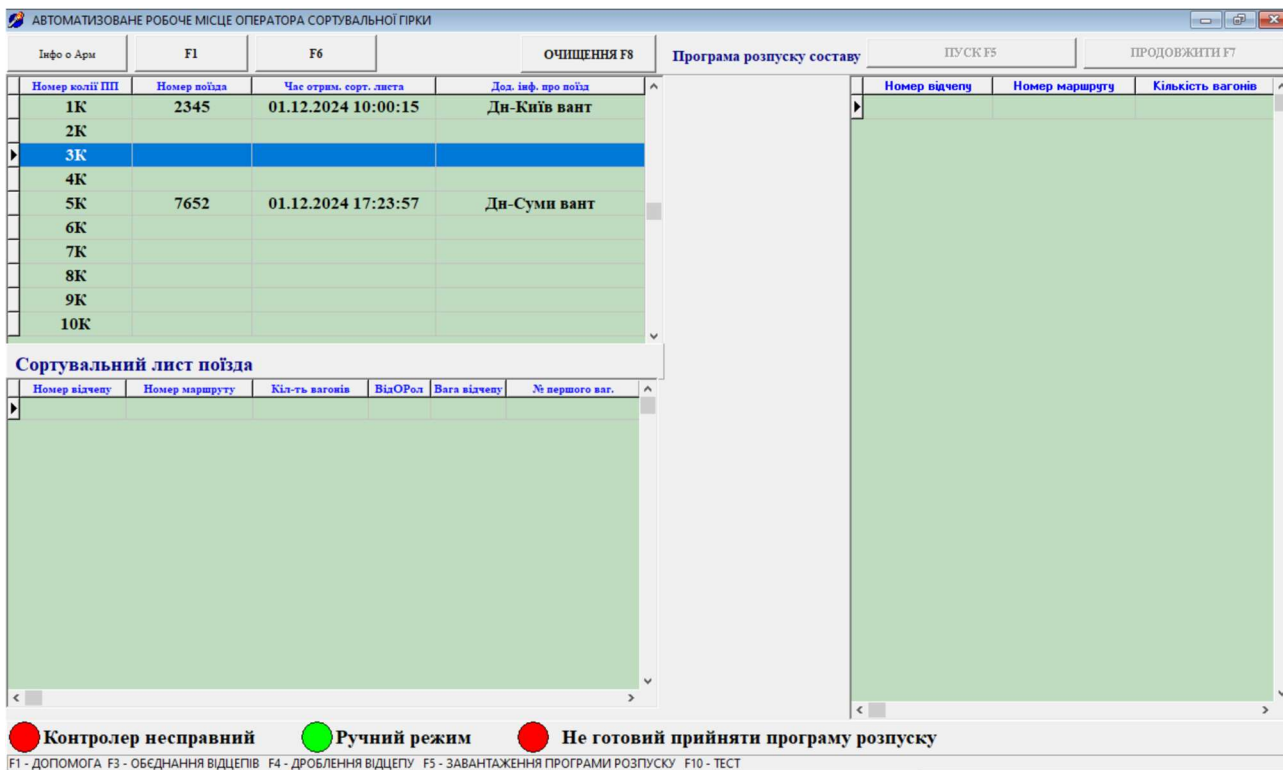 АВТОМАТИЗОВАНЕ РОБОЧЕ МІСЦЕ ОПЕРАТОРА СОРТУВАЛЬНОЇ ГІРКИ
Інфо о Арм F1 F6 ОЧИЩЕННЯ F8 Програма розпуску составу ПУСК F5 ПРОДОВЖИТИ F7
Номер колії ПП Номер поїзда Час отрим. сорт. листа Дод. інф. про поїзд
1К 2345 01.12.2024 10:00:15 Дн-Київ вант
2К
3К
4К
5К 7652 01.12.2024 17:23:57 Дн-Суми вант
6К
7К
8К
9К
10К
Номер відчепу Номер маршруту Кількість вагонів
Сортувальний лист поїзда
Номер відчепу Номер маршруту Кіл-ть вагонів ВідОРол Вага відчепу № першого ваг.
Контролер несправний Ручний режим Не готовий прийняти програму розпуску
F1 - ДОПОМОГА F3 - ОБЄДНАННЯ ВІДЦЕПІВ F4 - ДРОБЛЕННЯ ВІДЦЕПУ F5 - ЗАВАНТАЖЕННЯ ПРОГРАМИ РОЗПУСКУ F10 - ТЕСТ